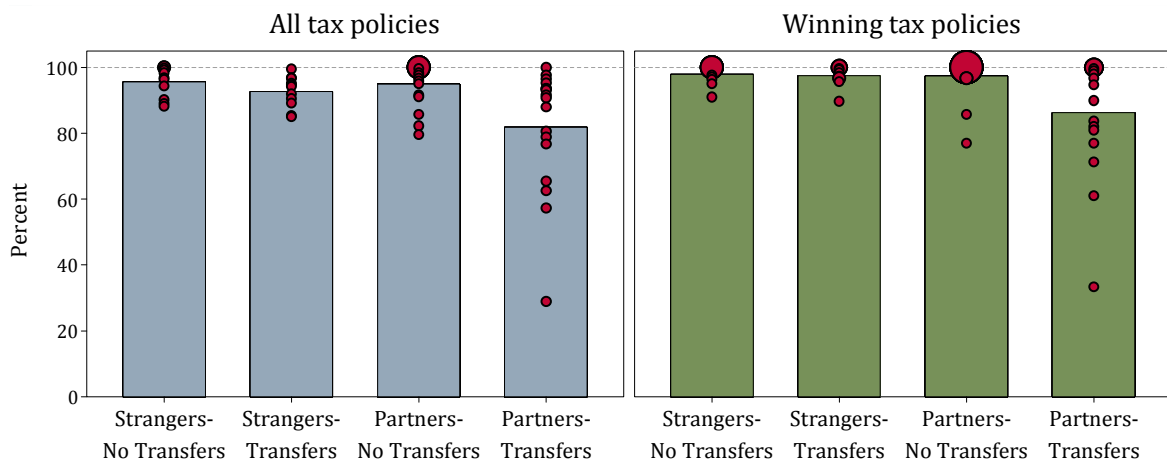 All tax policies
Winning tax policies
Percent
100
80
60
40
20
0
Strangers-
No Transfers
Strangers-
Transfers
Partners-
No Transfers
Partners-
Transfers
Strangers-
No Transfers
Strangers-
Transfers
Partners-
No Transfers
Partners-
Transfers